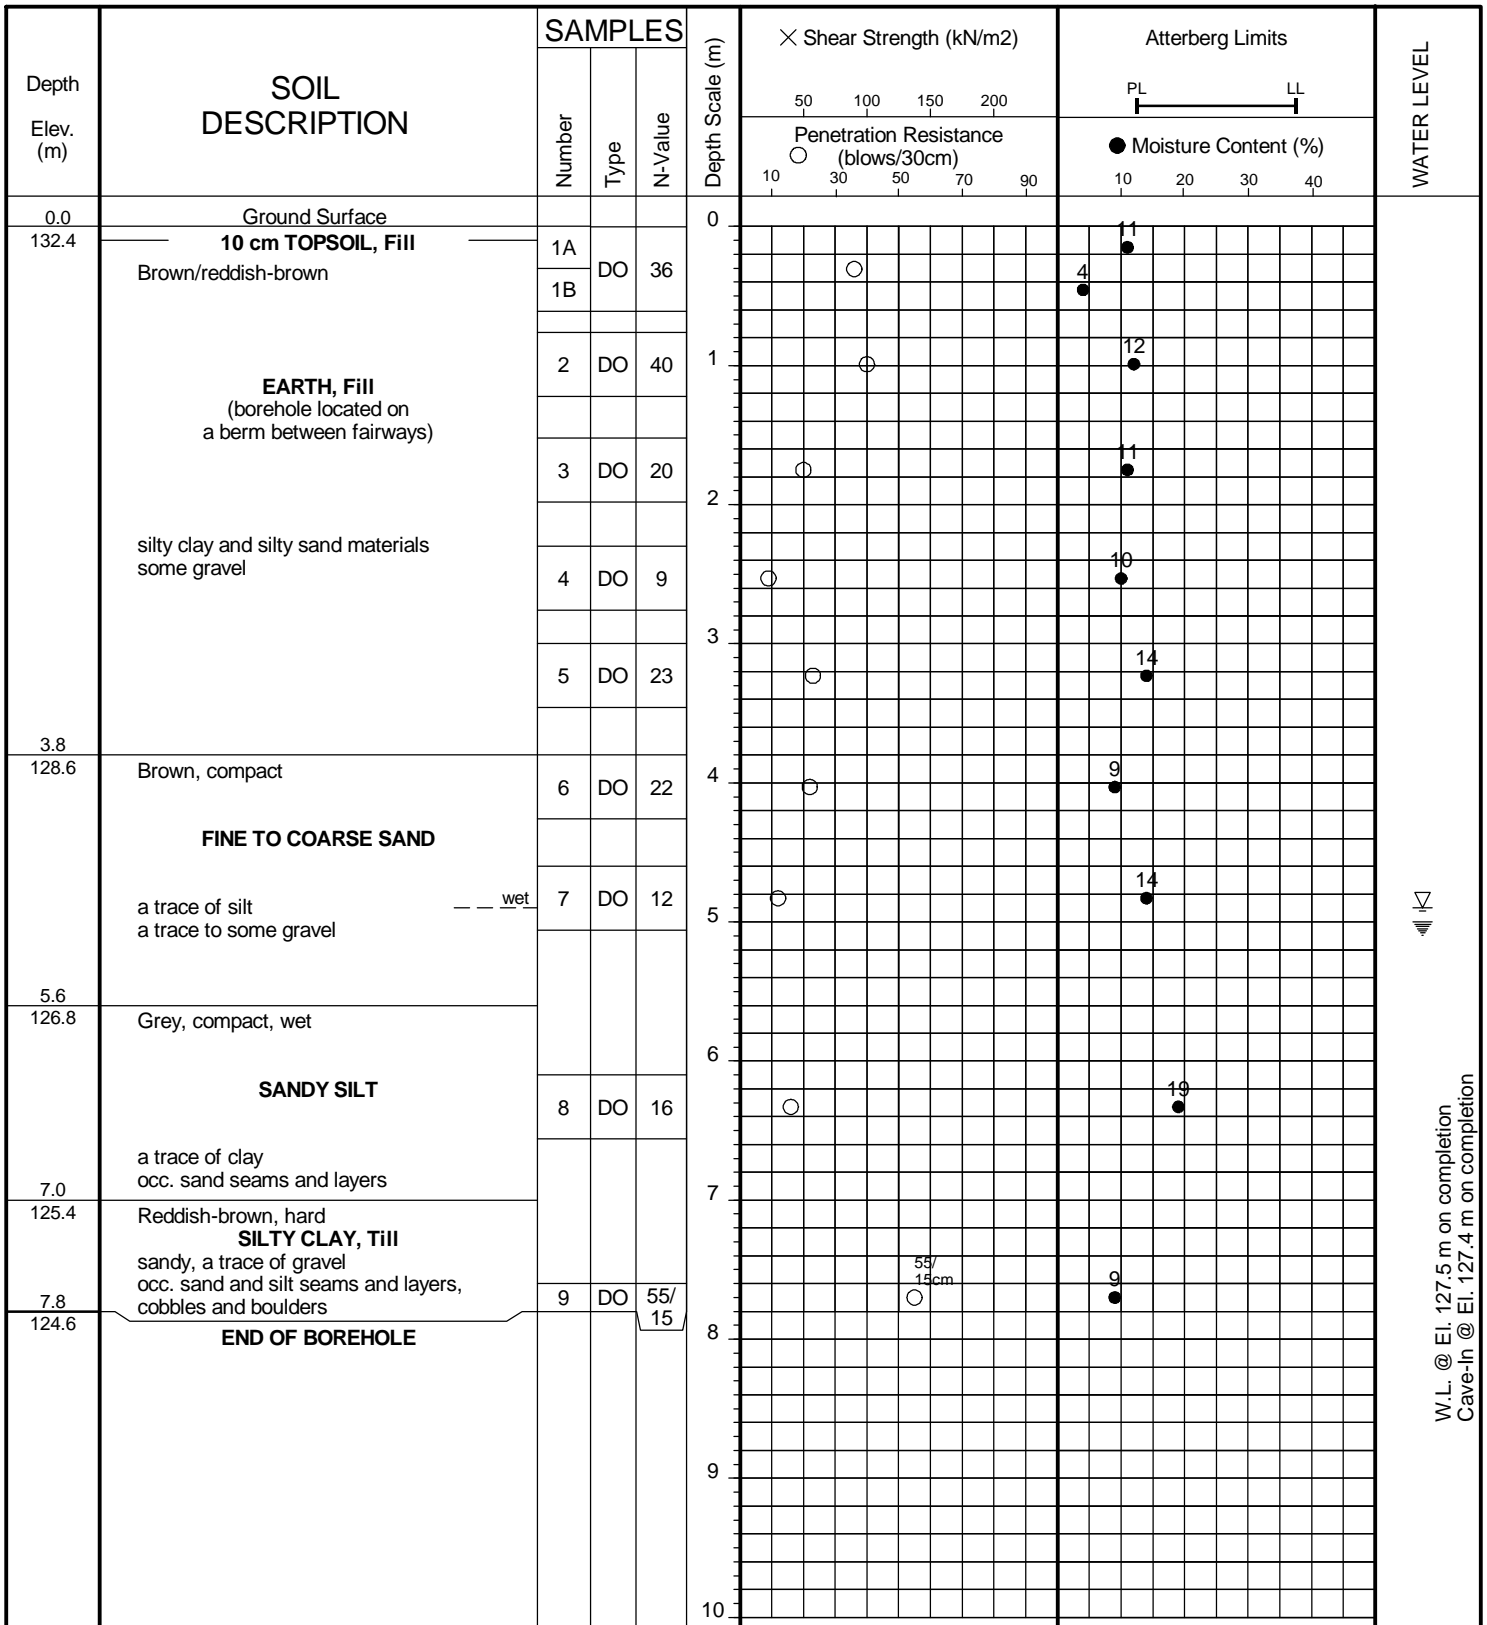 SAMPLES
Depth
Elev.
(m)
SOIL
DESCRIPTION
Number
Type
N-Value
Depth Scale (m)
× Shear Strength (kN/m2)
50 100 150 200
Penetration Resistance
(blows/30cm)
10 30 50 70 90
Atterberg Limits
PL LL
● Moisture Content (%)
10 20 30 40
WATER LEVEL
0.0 Ground Surface 0
132.4 10 cm TOPSOIL, Fill 1A 11
Brown/reddish-brown DO 36 4
1B
2 DO 40 1 12
EARTH, Fill
(borehole located on
a berm between fairways)
3 DO 20 11
2
silty clay and silty sand materials
some gravel
4 DO 9 10
3
5 DO 23 14
3.8
128.6 Brown, compact
6 DO 22 4 9
FINE TO COARSE SAND
wet 7 DO 12 14
a trace of silt
a trace to some gravel
5
5.6
126.8 Grey, compact, wet
6
SANDY SILT
8 DO 16 19
a trace of clay
occ. sand seams and layers
7.0 7
125.4 Reddish-brown, hard
SILTY CLAY, Till
sandy, a trace of gravel
occ. sand and silt seams and layers,
cobbles and boulders
9 DO 55/
15
55/
15cm
9
7.8
124.6
END OF BOREHOLE
8
9
10
W.L. @ El. 127.5 m on completion
Cave-In @ El. 127.4 m on completion